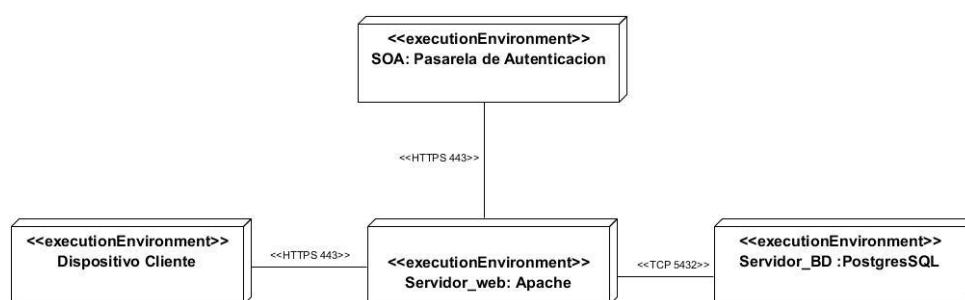 <<executionEnvironment>>
SOA: Pasarela de Autenticacion
<<HTTPS 443>>
<<executionEnvironment>>
Dispositivo Cliente
<<HTTPS 443>>
<<executionEnvironment>>
Servidor_web: Apache
<<TCP 5432>>
<<executionEnvironment>>
Servidor_BD :PostgresSQL